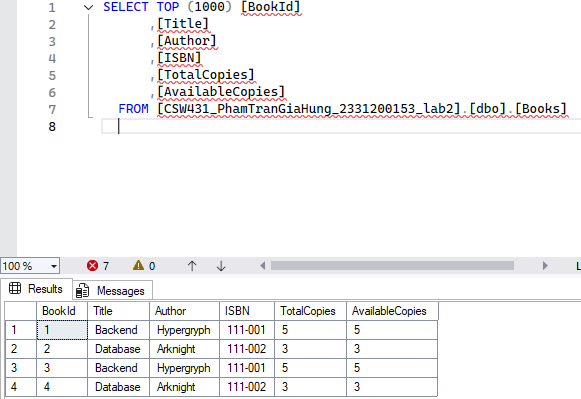 1 SELECT TOP (1000) [BookId]
2 ,[Title]
3 ,[Author]
4 ,[ISBN]
5 ,[TotalCopies]
6 ,[AvailableCopies]
7 FROM [CSW431_PhamTranGiaHung_2331200153_lab2].[dbo].[Books]
8
100 % 7 0
Results Messages
BookId Title Author ISBN TotalCopies AvailableCopies
1 1 Backend Hypergryph 111-001 5 5
2 2 Database Arknight 111-002 3 3
3 3 Backend Hypergryph 111-001 5 5
4 4 Database Arknight 111-002 3 3